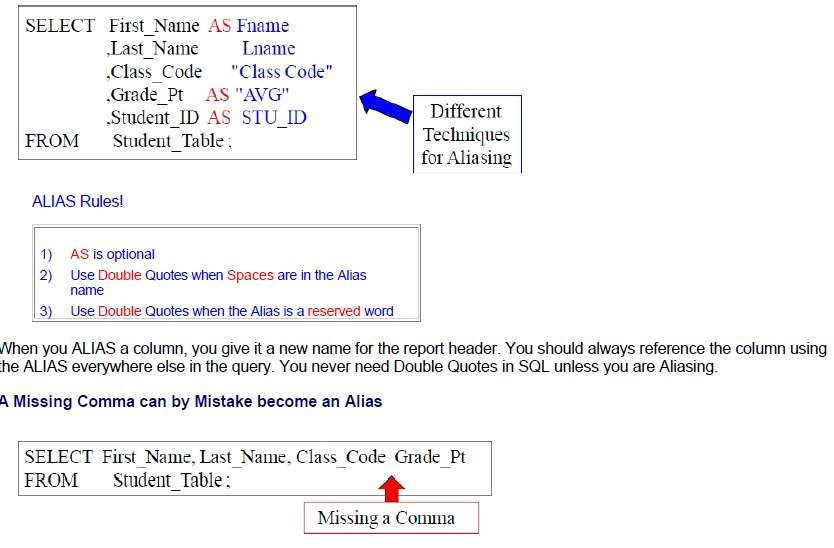 SELECT First_Name AS Fname
,Last_Name Lname
,Class_Code "Class Code"
,Grade_Pt AS "AVG"
,Student_ID AS STU_ID
FROM Student_Table;
Different
Techniques
for Aliasing
ALIAS Rules!
1) AS is optional
2) Use Double Quotes when Spaces are in the Alias
name
3) Use Double Quotes when the Alias is a reserved word
When you ALIAS a column, you give it a new name for the report header. You should always reference the column using
the ALIAS everywhere else in the query. You never need Double Quotes in SQL unless you are Aliasing.
A Missing Comma can by Mistake become an Alias
SELECT First_Name, Last_Name, Class_Code Grade_Pt
FROM Student_Table;
Missing a Comma